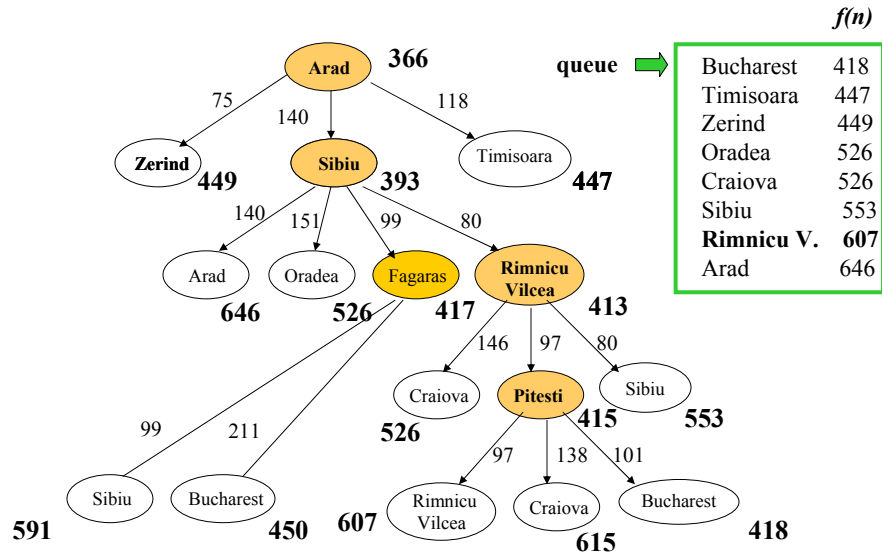 f(n)
Arad 366
queue
Bucharest 418
Timisoara 447
Zerind 449
Oradea 526
Craiova 526
Sibiu 553
Rimnicu V. 607
Arad 646
75 140 118
Zerind 449
Sibiu 393
Timisoara 447
140 151 99 80
Arad 646
Oradea 526
Fagaras 417
Rimnicu
Vilcea 413
146 97 80
Craiova 526
Pitesti 415
Sibiu 553
99 211
97 138 101
Sibiu 591
Bucharest 450
Rimnicu
Vilcea 607
Craiova 615
Bucharest 418